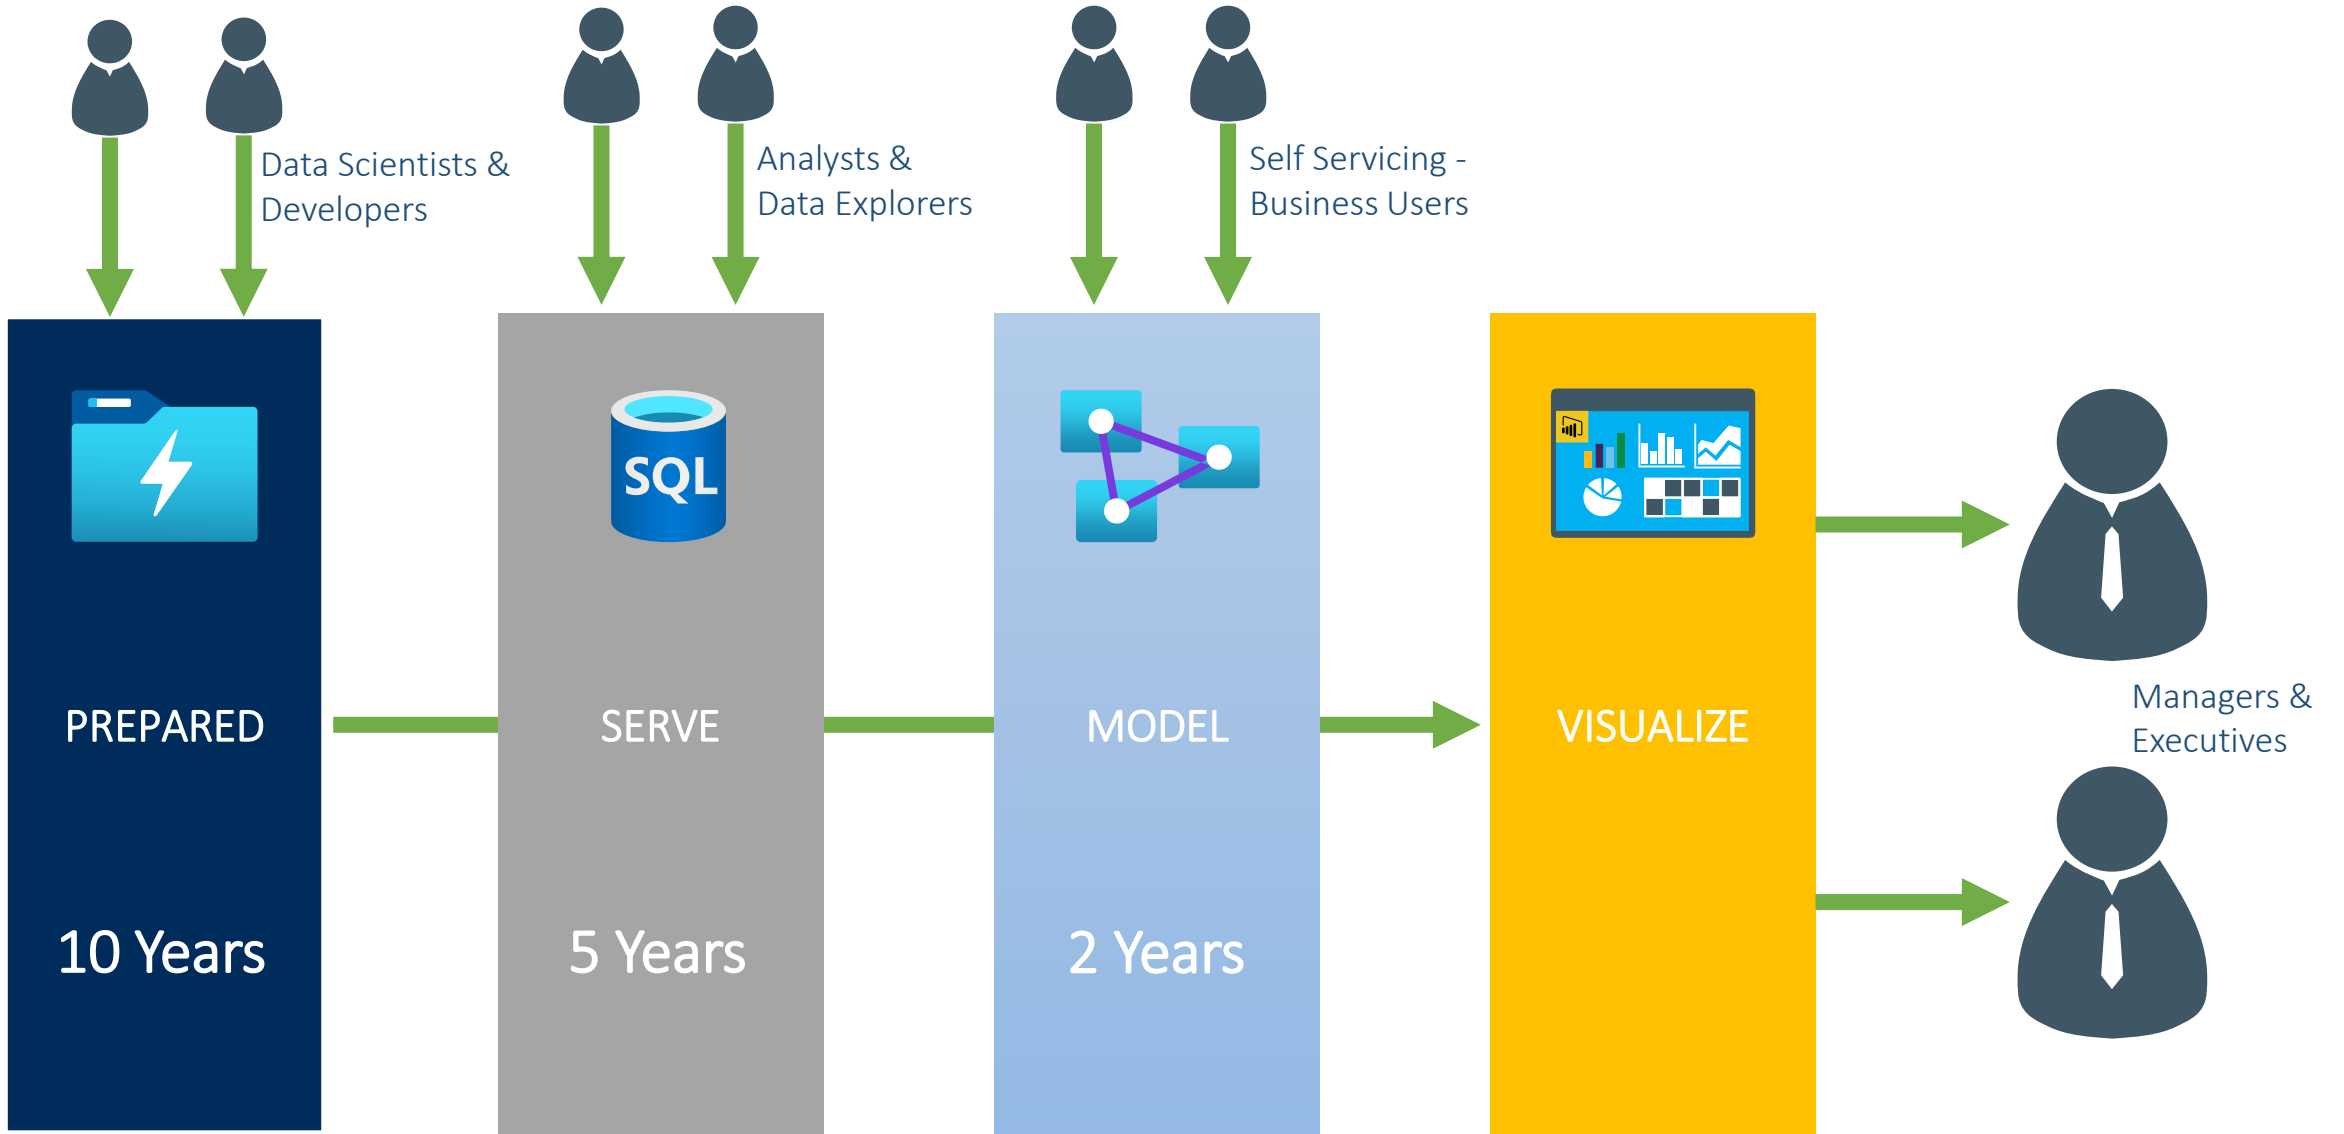 Data Scientists &
Developers
Analysts &
Data Explorers
Self Servicing -
Business Users
SQL
PREPARED
SERVE
MODEL
VISUALIZE
Managers &
Executives
10 Years
5 Years
2 Years